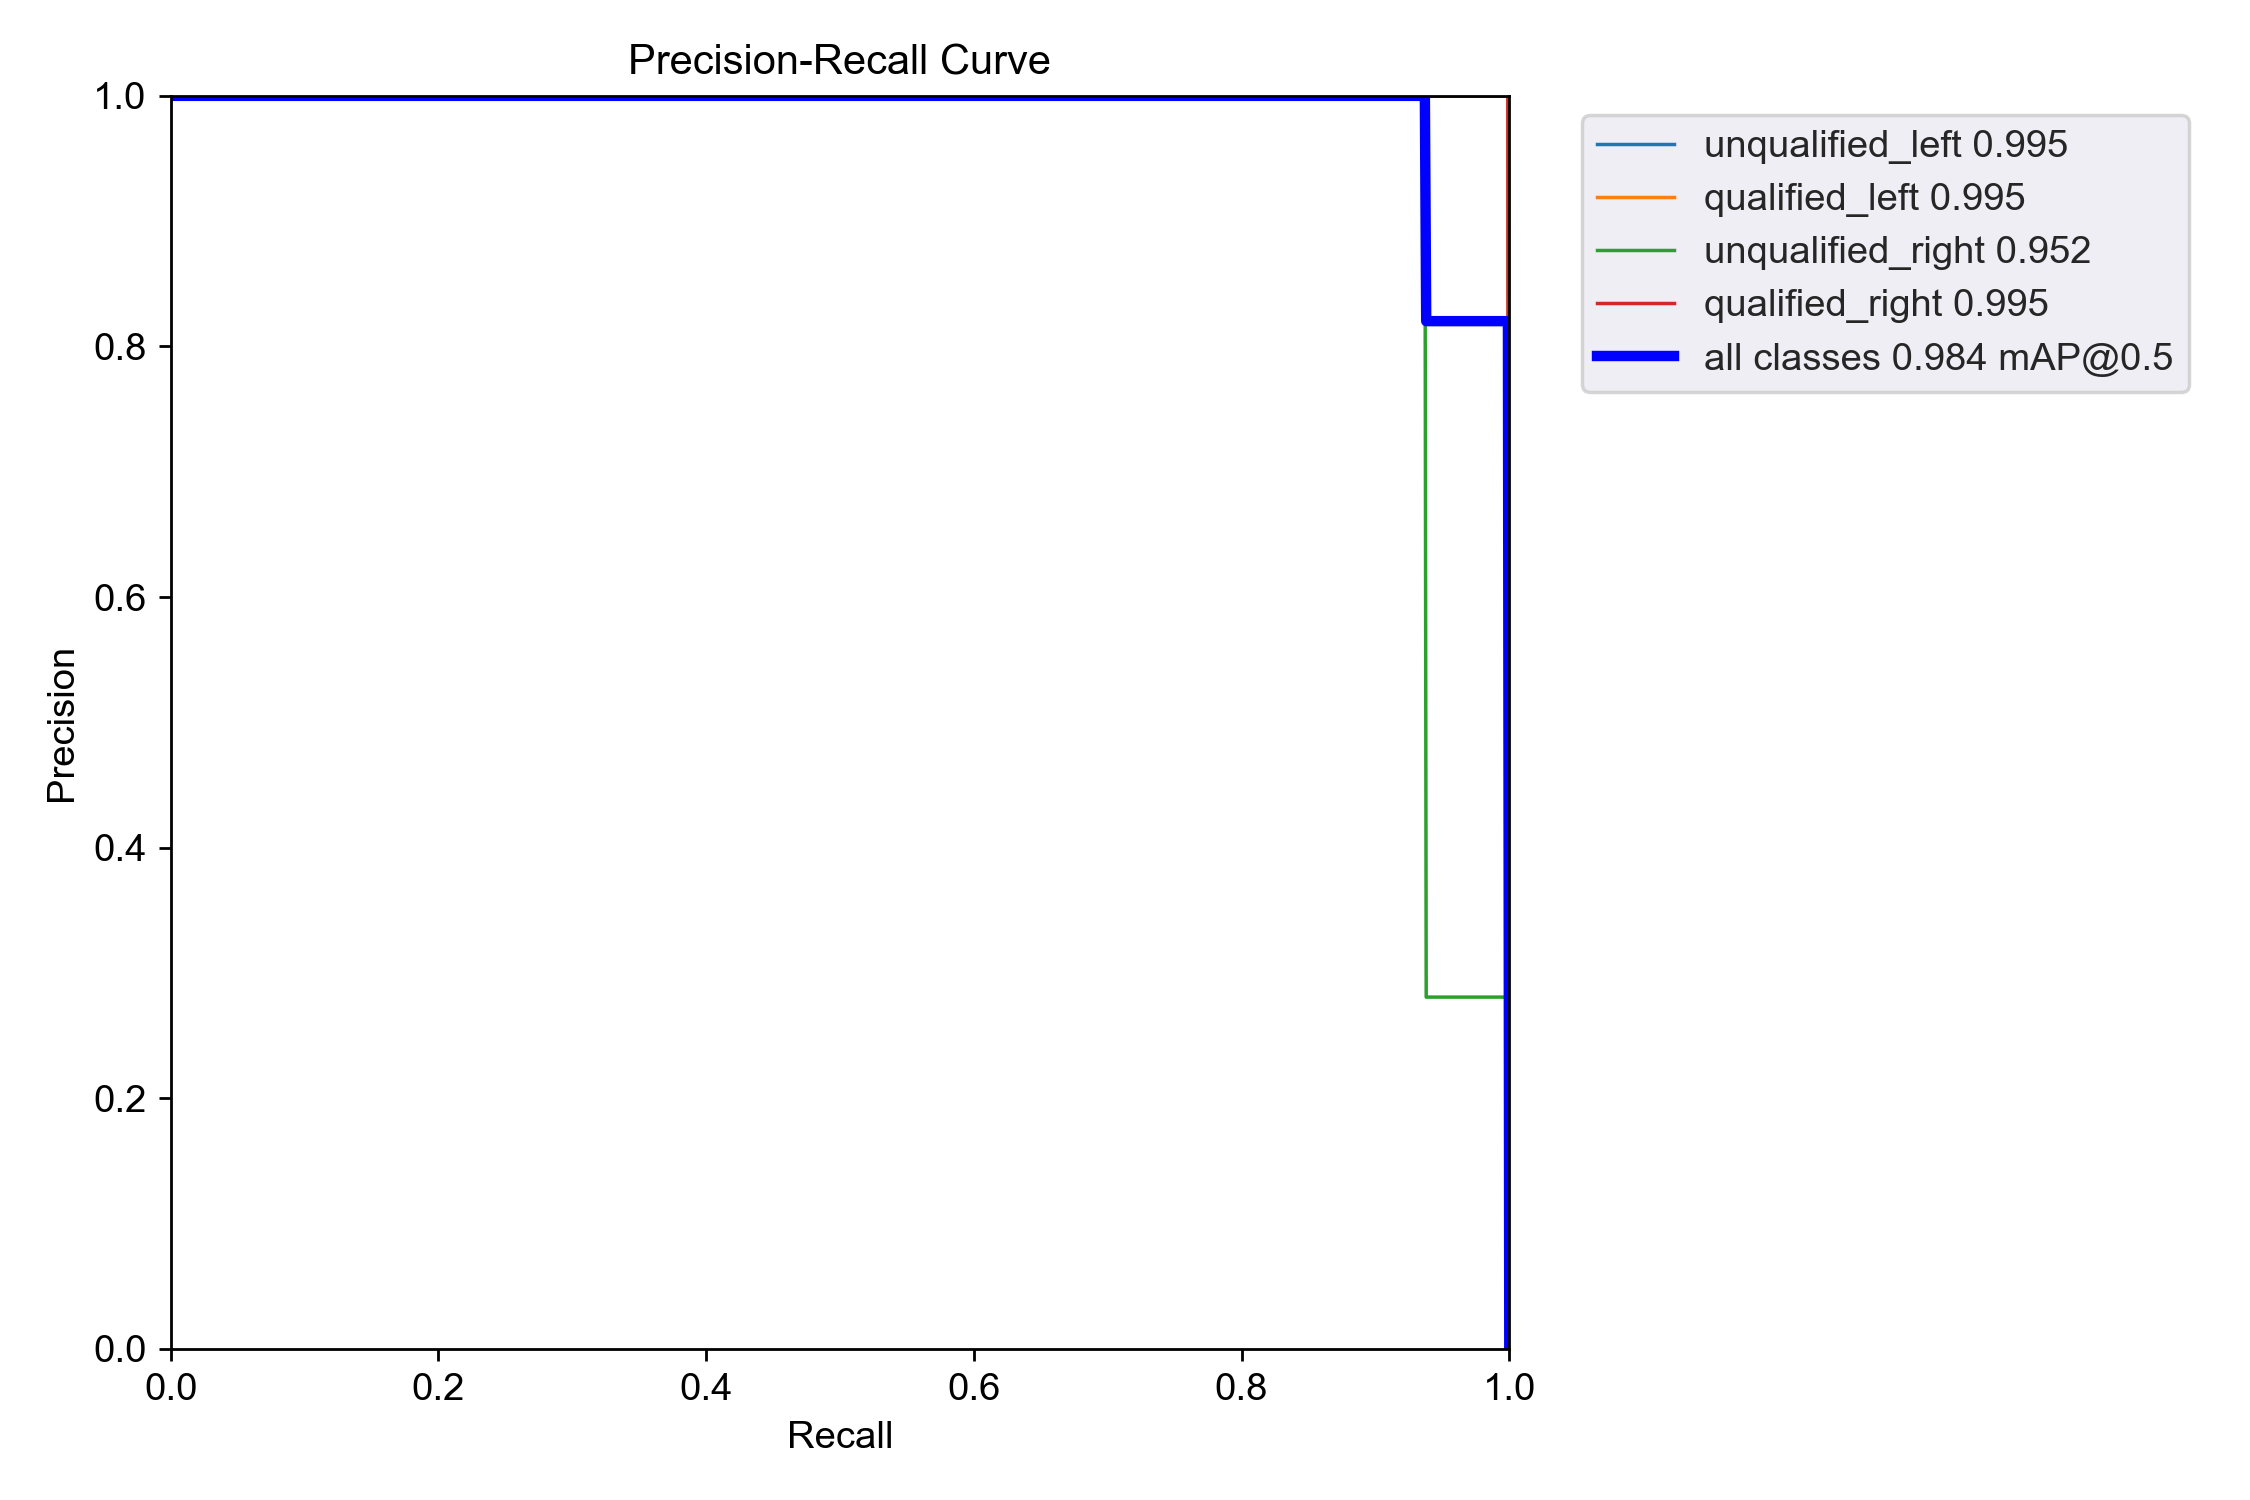 Precision-Recall Curve
1.0
0.8
0.6
0.4
0.2
0.0
Precision
0.0 0.2 0.4 0.6 0.8 1.0
Recall
unqualified_left 0.995
qualified_left 0.995
unqualified_right 0.952
qualified_right 0.995
all classes 0.984 mAP@0.5